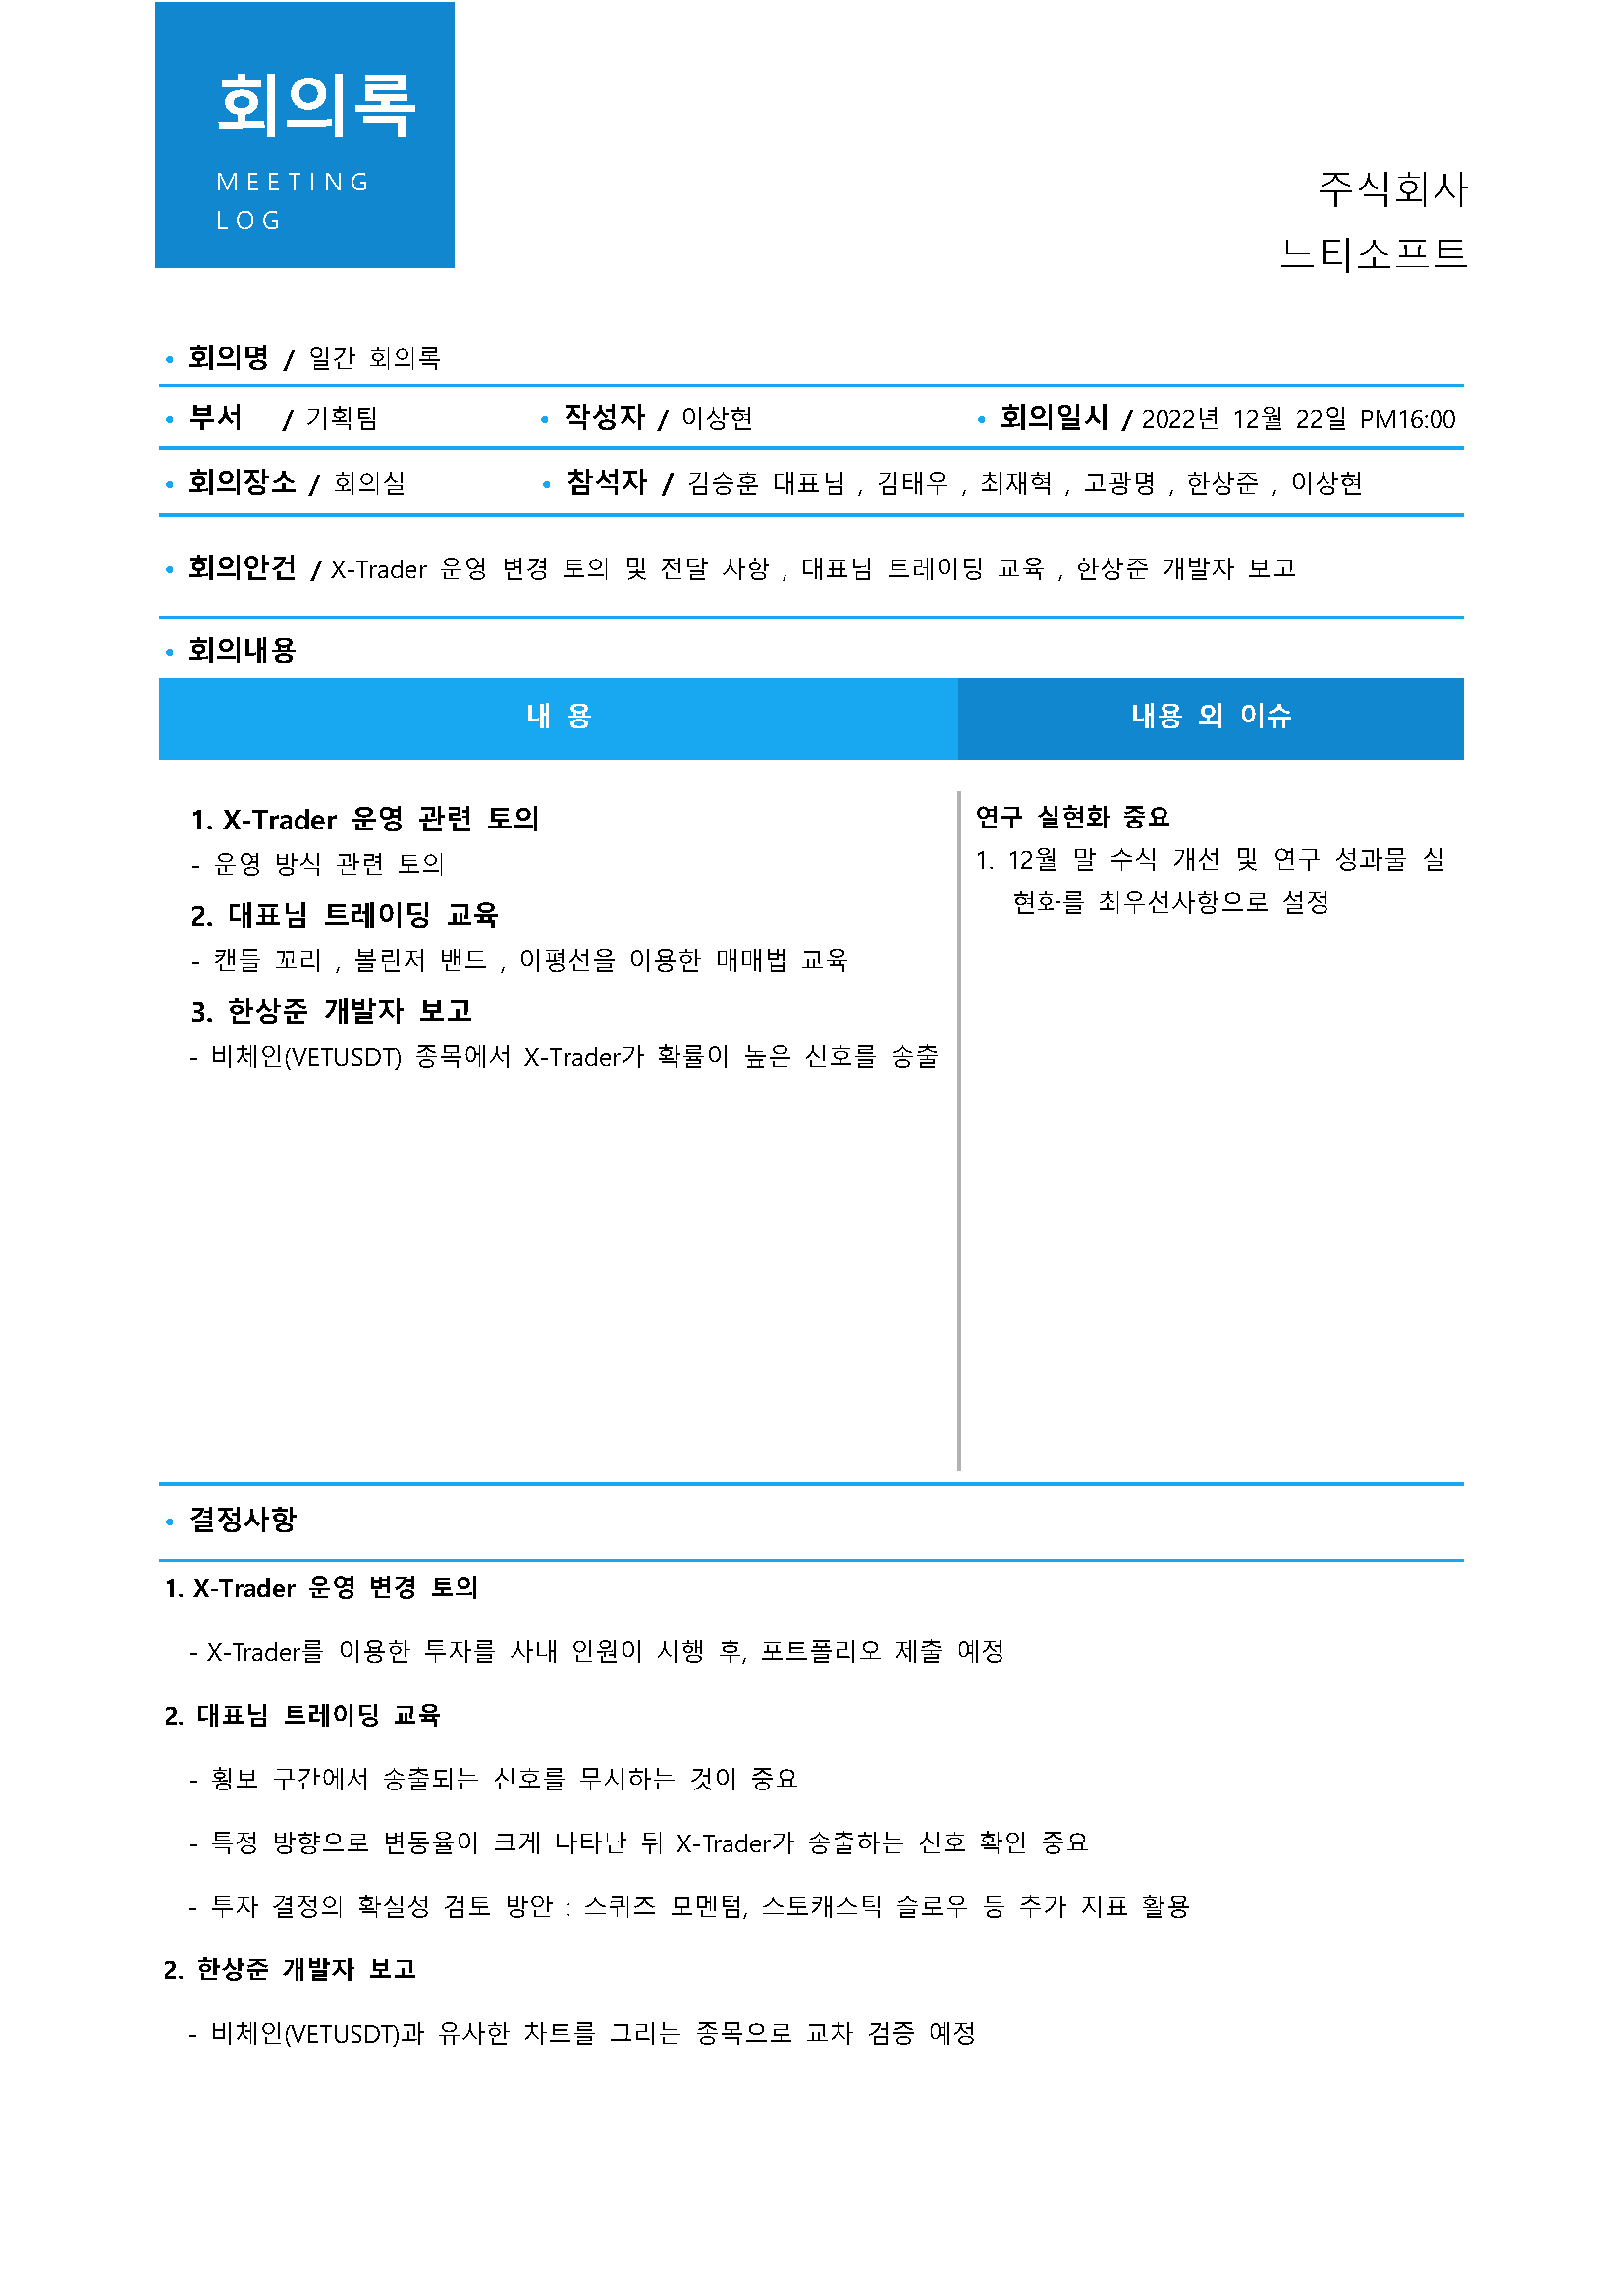 회의록
MEETING
LOG
주식회사
느티소프트
• 회의명 / 일간 회의록
• 부서 / 기획팀 • 작성자 / 이상현 • 회의일시 / 2022년 12월 22일 PM16:00
• 회의장소 / 회의실 • 참석자 / 김승훈 대표님 , 김태우 , 최재혁 , 고광명 , 한상준 , 이상현
• 회의안건 / X-Trader 운영 변경 토의 및 전달 사항 , 대표님 트레이딩 교육 , 한상준 개발자 보고
• 회의내용
내 용 내용 외 이슈
1. X-Trader 운영 관련 토의
- 운영 방식 관련 토의
2. 대표님 트레이딩 교육
- 캔들 꼬리 , 볼린저 밴드 , 이평선을 이용한 매매법 교육
3. 한상준 개발자 보고
- 비체인(VETUSDT) 종목에서 X-Trader가 확률이 높은 신호를 송출
연구 실현화 중요
1. 12월 말 수식 개선 및 연구 성과물 실
현화를 최우선사항으로 설정
• 결정사항
1. X-Trader 운영 변경 토의
- X-Trader를 이용한 투자를 사내 인원이 시행 후, 포트폴리오 제출 예정
2. 대표님 트레이딩 교육
- 횡보 구간에서 송출되는 신호를 무시하는 것이 중요
- 특정 방향으로 변동율이 크게 나타난 뒤 X-Trader가 송출하는 신호 확인 중요
- 투자 결정의 확실성 검토 방안 : 스퀴즈 모멘텀, 스토캐스틱 슬로우 등 추가 지표 활용
2. 한상준 개발자 보고
- 비체인(VETUSDT)과 유사한 차트를 그리는 종목으로 교차 검증 예정